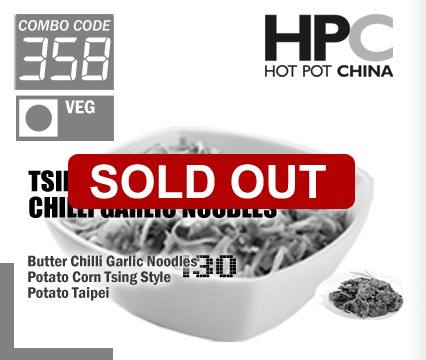 COMBO CODE
358
VEG
HPC
HOT POT CHINA
SOLD OUT
CHILLI GARLIC NOODLES
Butter Chilli Garlic Noodles
130
Potato Corn Tsing Style
Potato Taipei